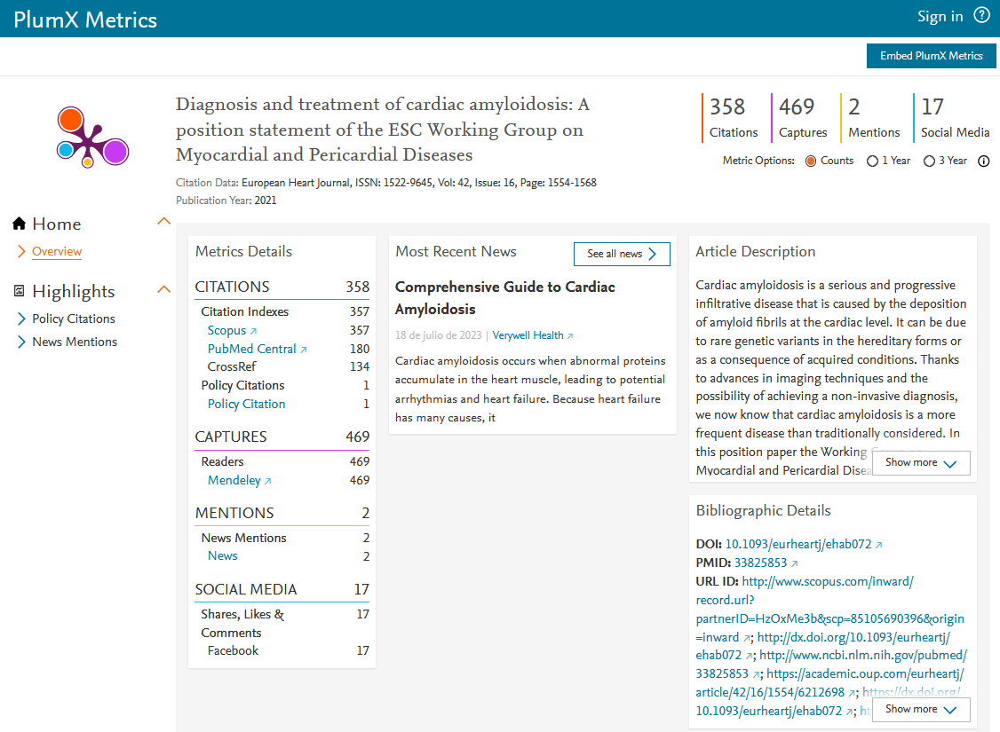 PlumX Metrics
Sign in
Embed PlumX Metrics
Diagnosis and treatment of cardiac amyloidosis: A
position statement of the ESC Working Group on
Myocardial and Pericardial Diseases
Citation Data: European Heart Journal, ISSN: 1522-9645, Vol: 42, Issue: 16, Page: 1554-1568
Publication Year: 2021
358
Citations
469
Captures
2
Mentions
17
Social Media
Metric Options: Counts 1 Year 3 Year
Home
Overview
Highlights
Policy Citations
News Mentions
Metrics Details
CITATIONS 358
Citation Indexes 357
Scopus 357
PubMed Central 180
CrossRef 134
Policy Citations 1
Policy Citation 1
CAPTURES 469
Readers 469
Mendeley 469
MENTIONS 2
News Mentions 2
News 2
SOCIAL MEDIA 17
Shares, Likes & 17
Comments
Facebook 17
Most Recent News
See all news
Comprehensive Guide to Cardiac
Amyloidosis
18 de julio de 2023 | Verywell Health
Cardiac amyloidosis occurs when abnormal proteins
accumulate in the heart muscle, leading to potential
arrhythmias and heart failure. Because heart failure
has many causes, it
Article Description
Cardiac amyloidosis is a serious and progressive
infiltrative disease that is caused by the deposition
of amyloid fibrils at the cardiac level. It can be due
to rare genetic variants in the hereditary forms or
as a consequence of acquired conditions. Thanks
to advances in imaging techniques and the
possibility of achieving a non-invasive diagnosis,
we now know that cardiac amyloidosis is a more
frequent disease than traditionally considered. In
this position paper the Working
Myocardial and Pericardial
Show more
Bibliographic Details
DOI: 10.1093/eurheartj/ehab072
PMID: 33825853
URL ID: http://www.scopus.com/inward/
record.url?
partnerID=HzOxMe3b&scp=85105690396&origin
=inward; http://dx.doi.org/10.1093/eurheartj/
ehab072; http://www.ncbi.nlm.nih.gov/pubmed/
33825853; https://academic.oup.com/eurheartj/
article/42/16/1554/6212698; https://dx.doi.org/
10.1093/eurheartj/ehab072;
Show more